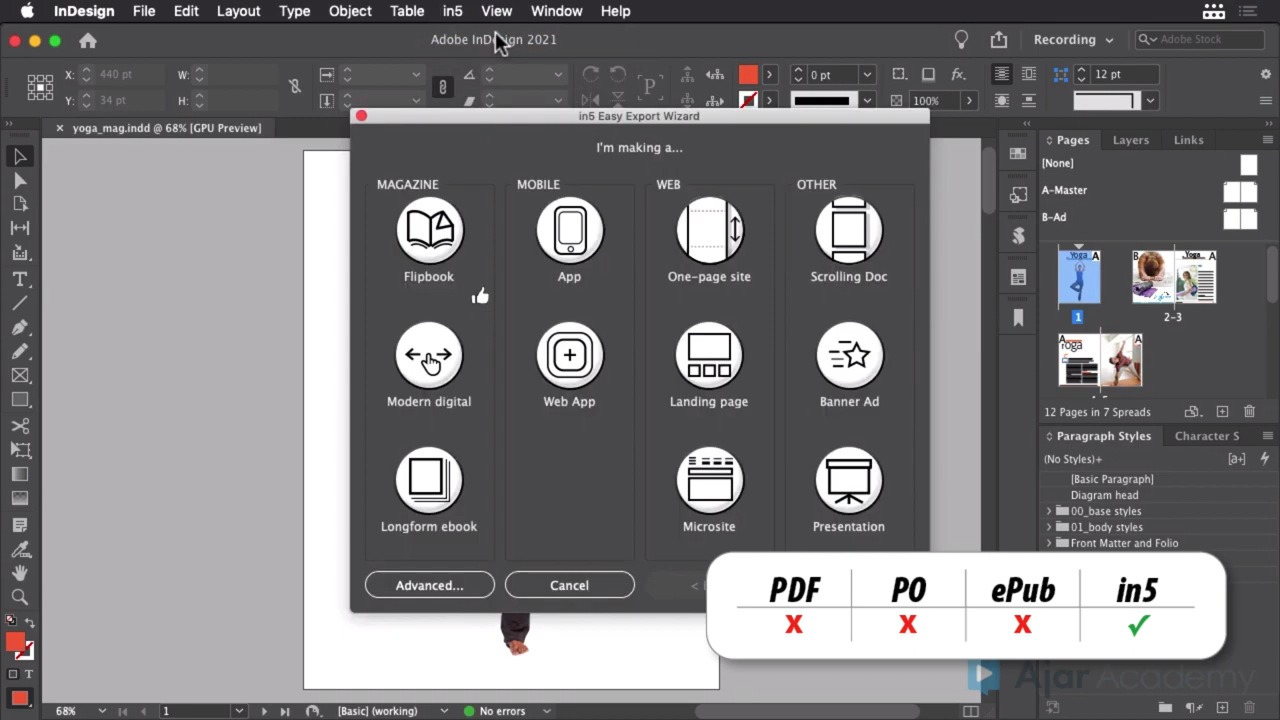 InDesign File Edit Layout Type Object Table in5 View Window Help
Adobe InDesign 2021
Recording
Adobe Stock
X: 440 pt W:
0 pt
12 pt
Y: 34 pt H:
100%
yoga_mag.indd @ 68% [GPU Preview]
in5 Easy Export Wizard
I'm making a...
MAGAZINE MOBILE WEB OTHER
Flipbook App One-page site Scrolling Doc
Modern digital Web App Landing page Banner Ad
Longform ebook Microsite Presentation
Advanced... Cancel <
Pages Layers Links
[None]
A-Master
B-Ad
1 2-3
12 Pages in 7 Spreads
Paragraph Styles Character S
(No Styles)+ [a+]
[Basic Paragraph]
Diagram head
00_base styles
01_body styles
Front Matter and Folio
PDF PO ePub in5
X X X ✓
Ajar Academy
68% 1 [Basic] (working) No errors